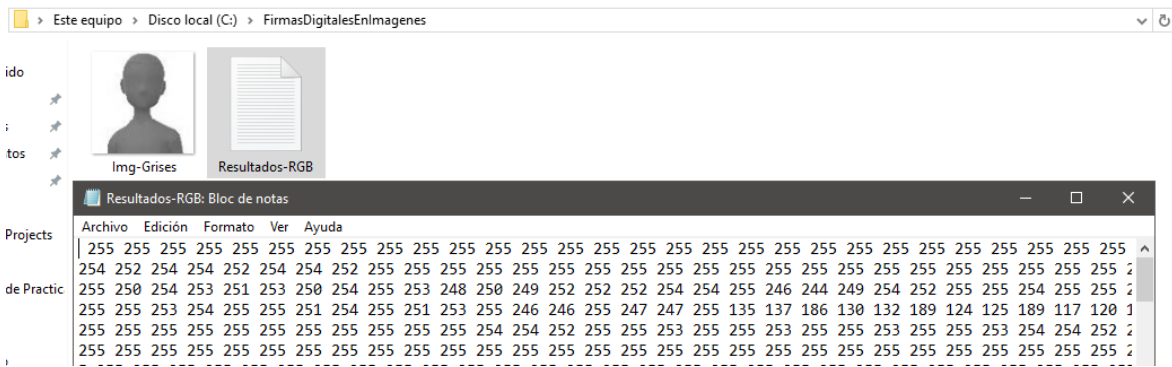 Este equipo > Disco local (C:) > FirmasDigitalesEnImagenes
ido
s
tos
Projects
de Practic
Img-Grises
Resultados-RGB
Resultados-RGB: Bloc de notas
Archivo Edición Formato Ver Ayuda
255 255 255 255 255 255 255 255 255 255 255 255 255 255 255 255 255 255 255 255 255 255 255 255 255 255 255 255 255
254 252 254 254 252 254 254 252 255 255 255 255 255 255 255 255 255 255 255 255 255 255 255 255 255 255 255 255 255 2
255 250 254 253 251 253 250 254 255 253 248 250 249 252 252 252 254 254 255 246 244 249 254 252 255 255 254 255 255 2
255 255 253 254 255 255 251 254 255 251 253 255 246 246 255 247 247 255 135 137 186 130 132 189 124 125 189 117 120 1
255 255 255 255 255 255 255 255 255 255 255 254 254 252 255 255 253 255 255 253 255 255 253 255 255 253 254 254 252 2
255 255 255 255 255 255 255 255 255 255 255 255 255 255 255 255 255 255 255 255 255 255 255 255 255 255 255 255 255 2